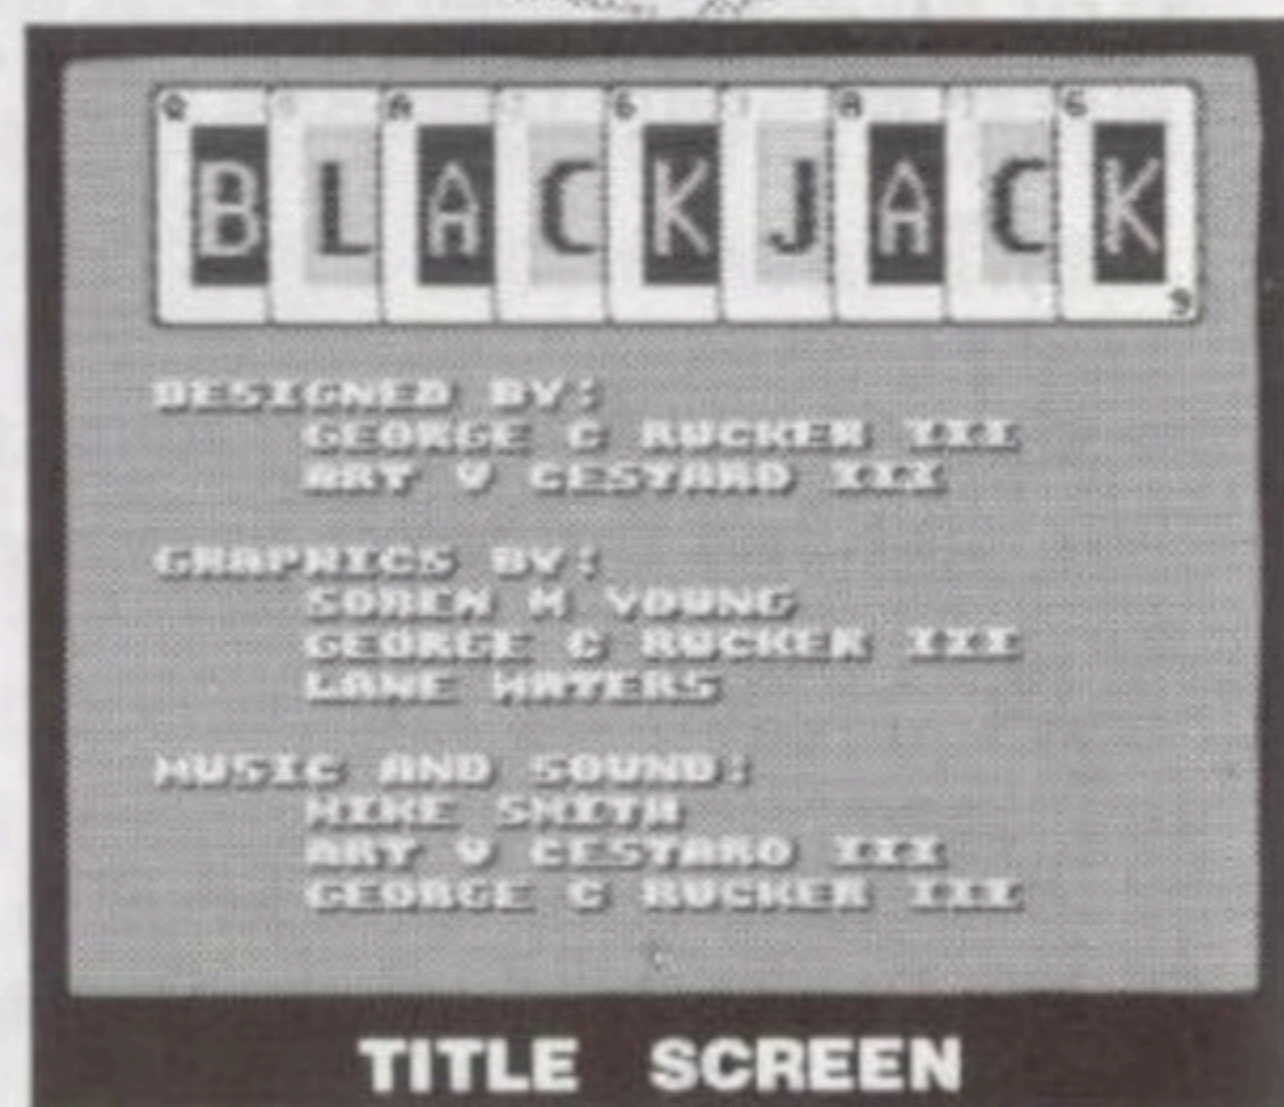 BLACKJACK
DESIGNED BY:
GEORGE C RUCKER III
ART V CESTARO III
GRAPHICS BY:
SOREN M YOUNG
GEORGE C RUCKER III
LANE WATERS
MUSIC AND SOUND:
MIKE SMITH
ART V CESTARO III
GEORGE C RUCKER III
TITLE SCREEN